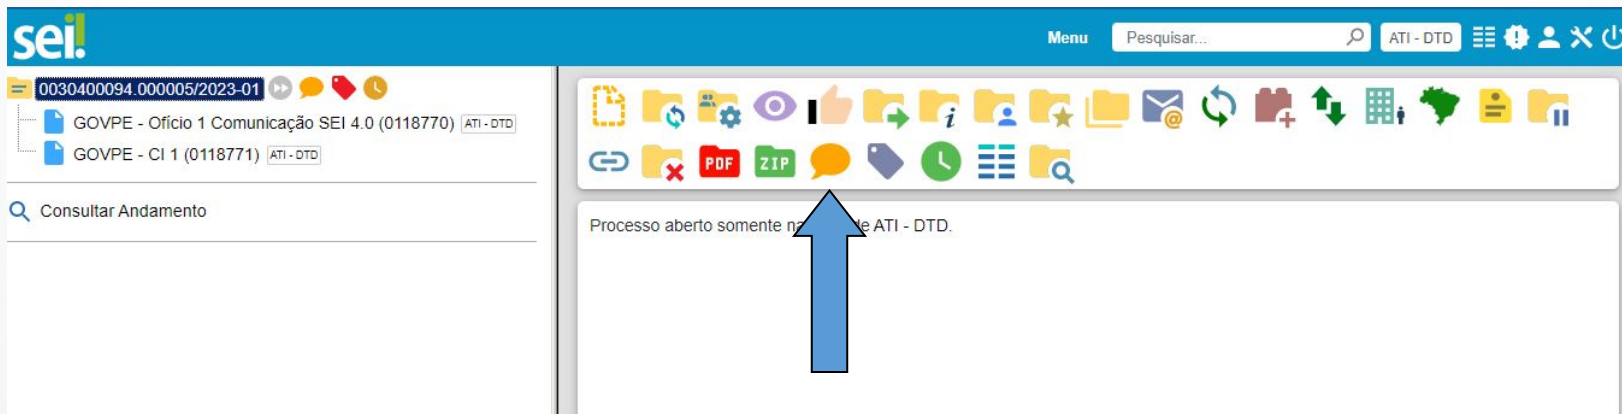 sei!
Menu
Pesquisar...
ATI - DTD
0030400094.000005/2023-01
GOVPE - Ofício 1 Comunicação SEI 4.0 (0118770) ATI - DTD
GOVPE - CI 1 (0118771) ATI - DTD
Consultar Andamento
PDF
ZIP
Processo aberto somente na de ATI - DTD.